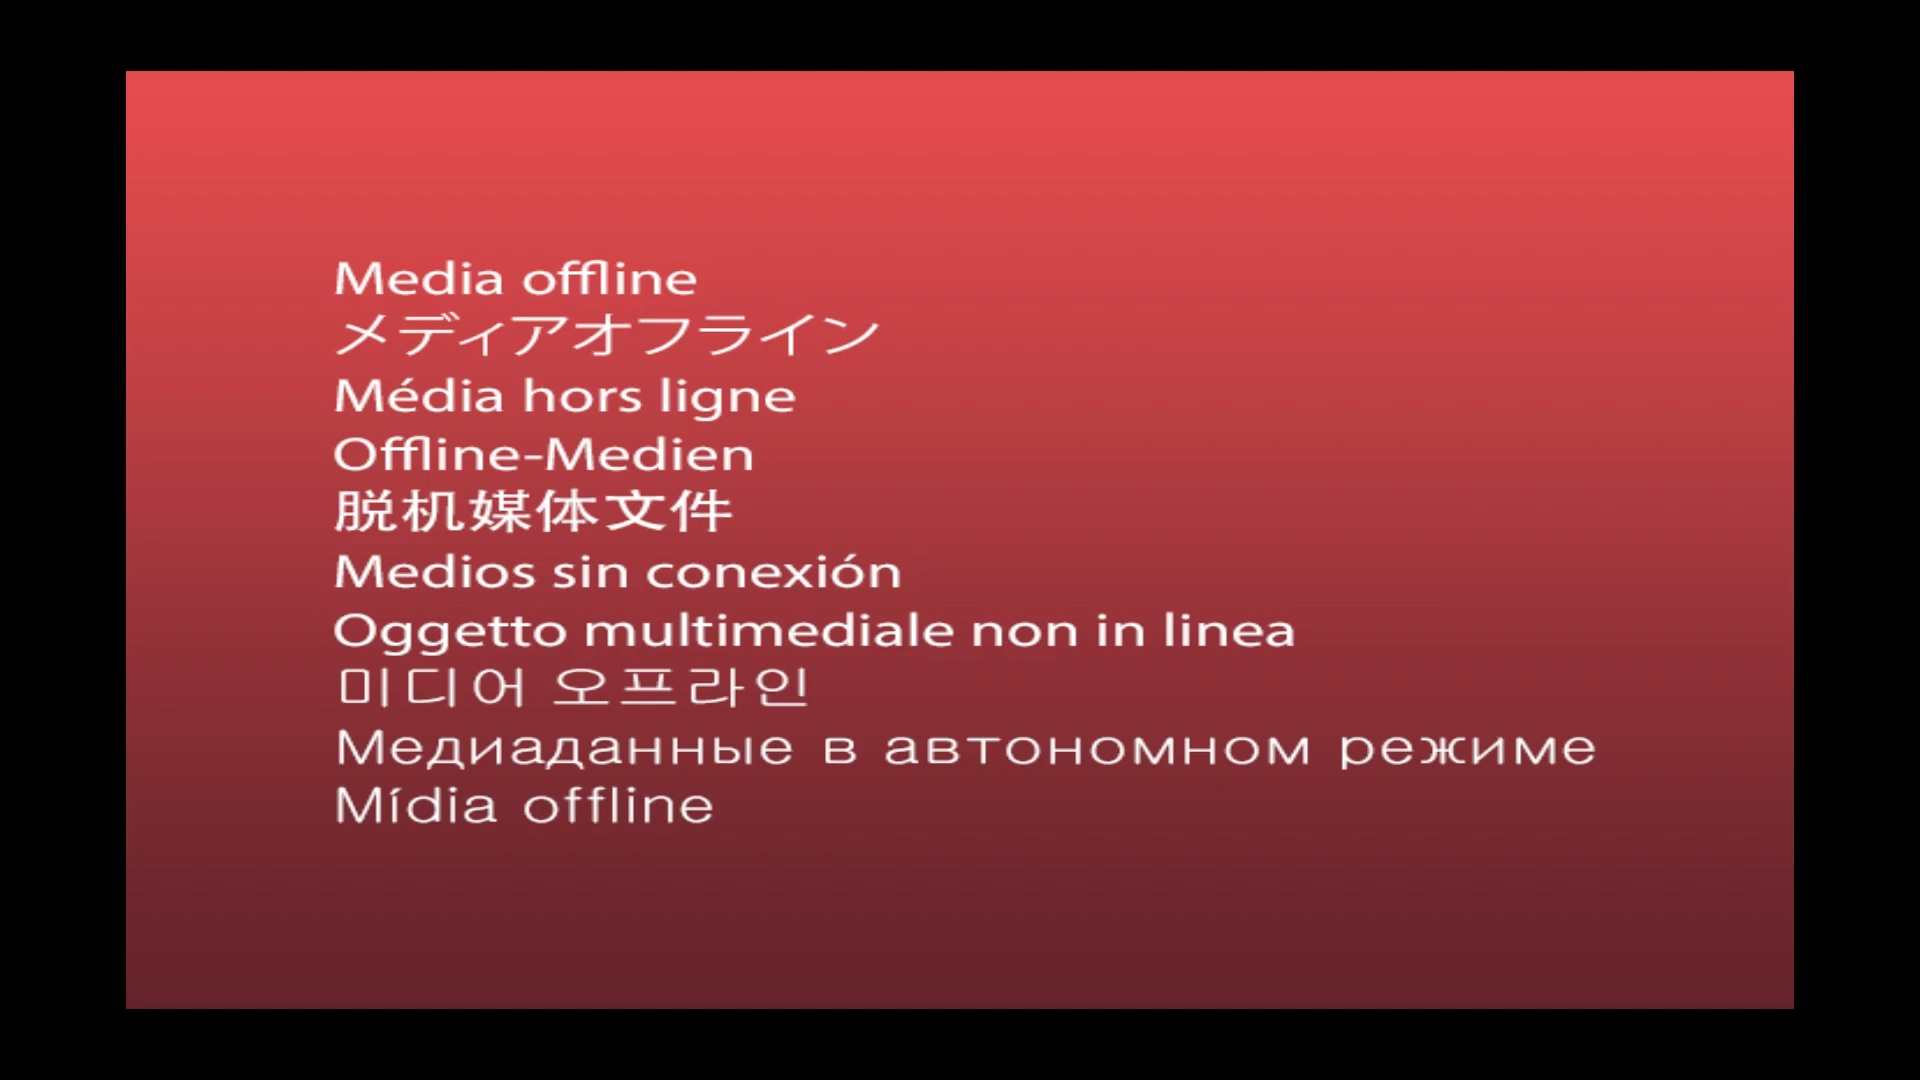 Media offline
メディアオフライン
Média hors ligne
Offline-Medien
脱机媒体文件
Medios sin conexión
Oggetto multimediale non in linea
미디어 오프라인
Медиаданные в автономном режиме
Mídia offline